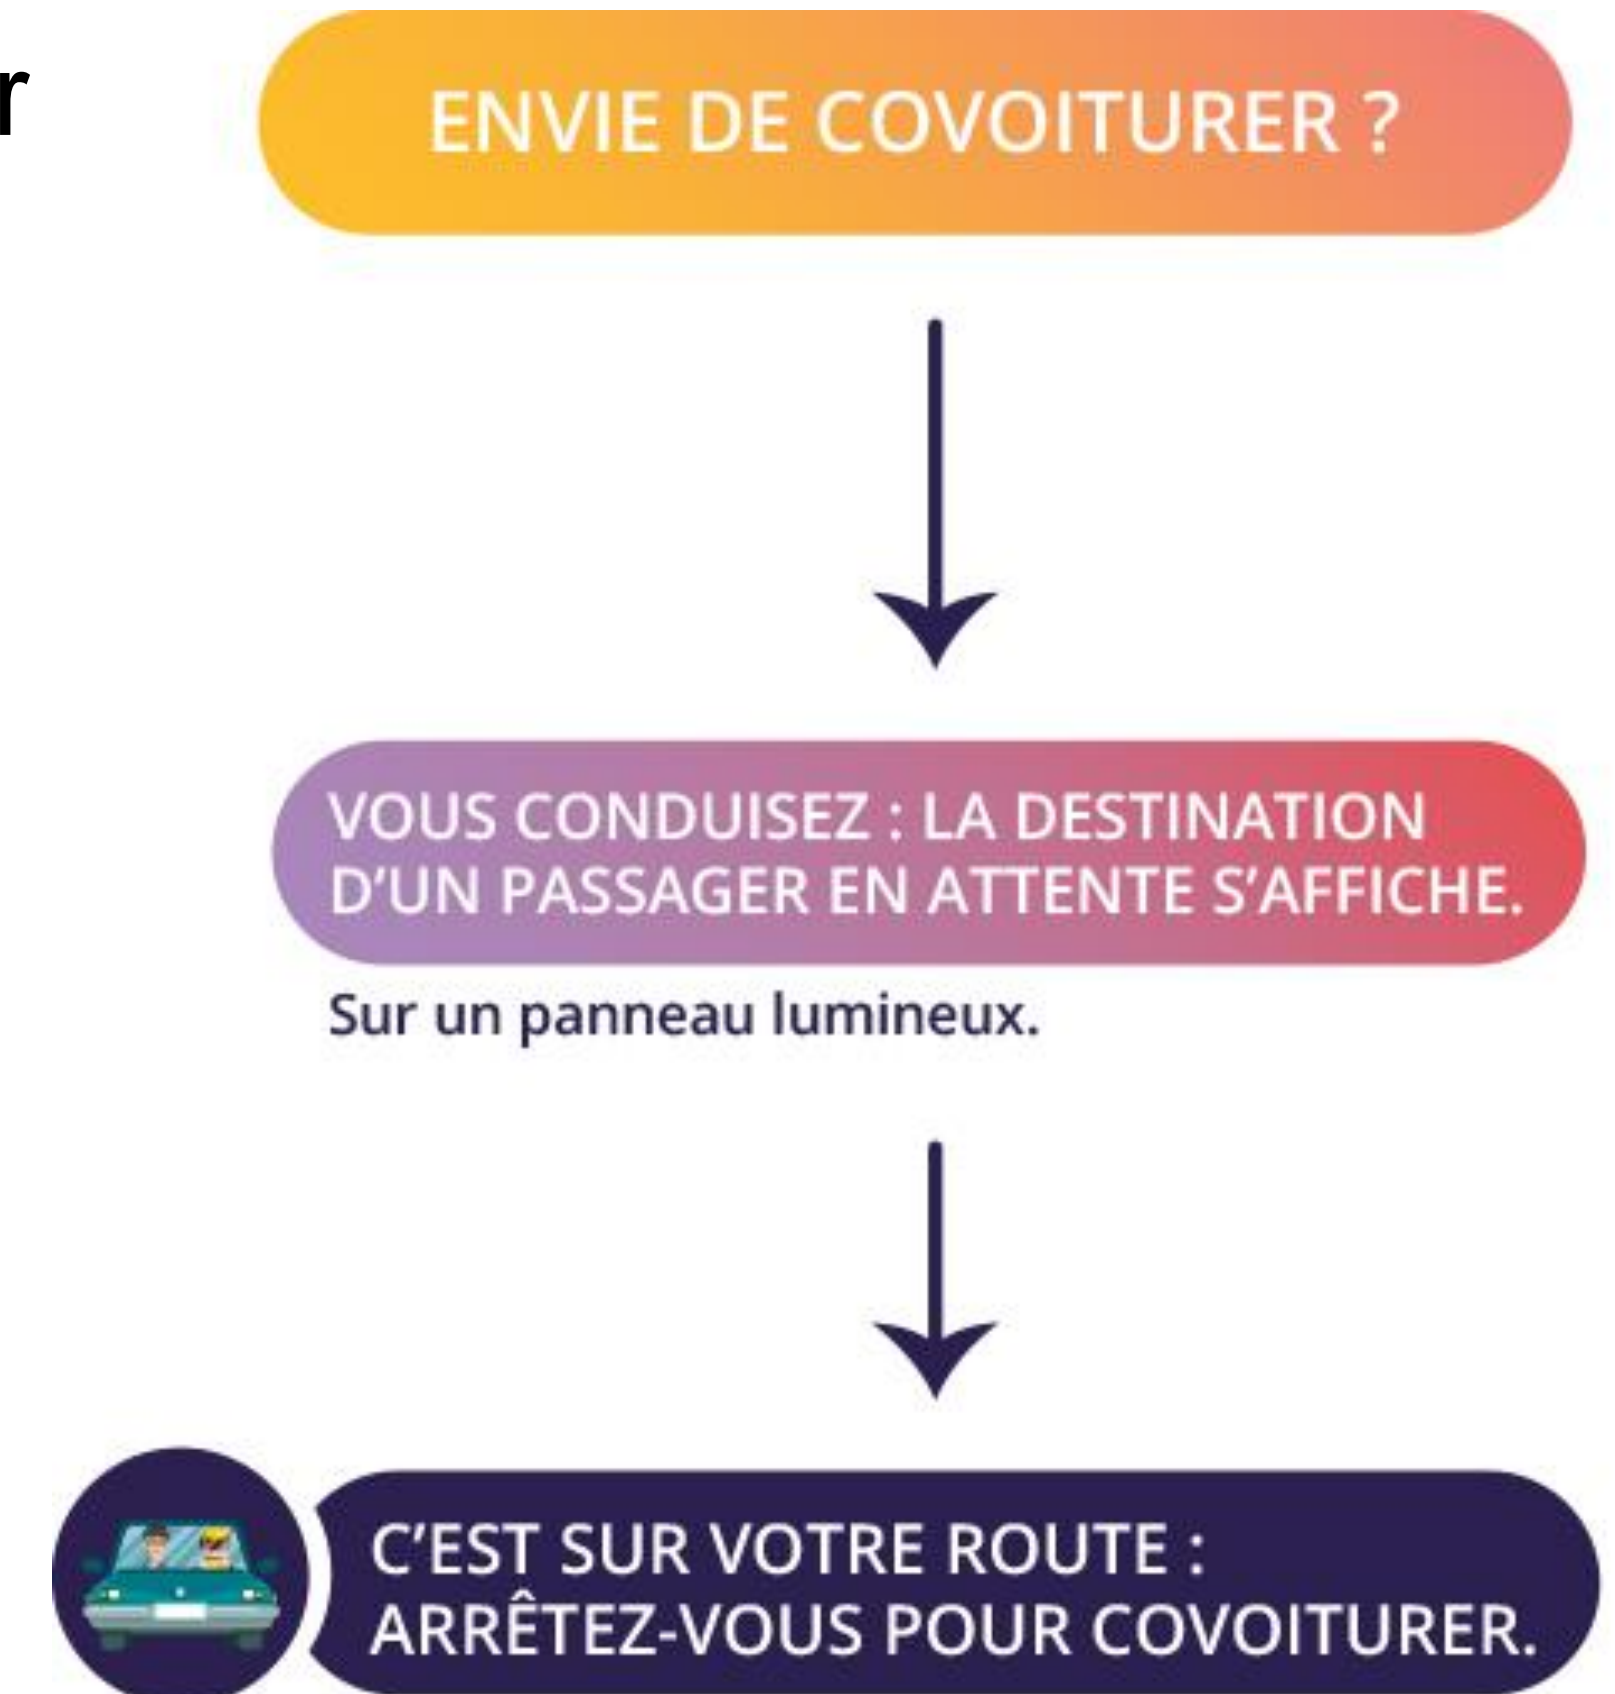 r
ENVIE DE COVOITURER ?
VOUS CONDUISEZ : LA DESTINATION
D’UN PASSAGER EN ATTENTE S’AFFICHE.
Sur un panneau lumineux.
C’EST SUR VOTRE ROUTE :
ARRÊTEZ-VOUS POUR COVOITURER.